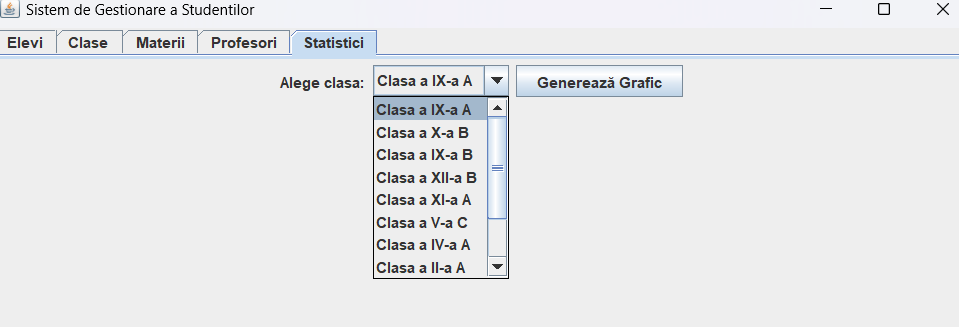 Sistem de Gestionare a Studentilor
Elevi Clase Materii Profesori Statistici
Alege clasa: Clasa a IX-a A Generează Grafic
Clasa a IX-a A
Clasa a X-a B
Clasa a IX-a B
Clasa a XII-a B
Clasa a XI-a A
Clasa a V-a C
Clasa a IV-a A
Clasa a II-a A